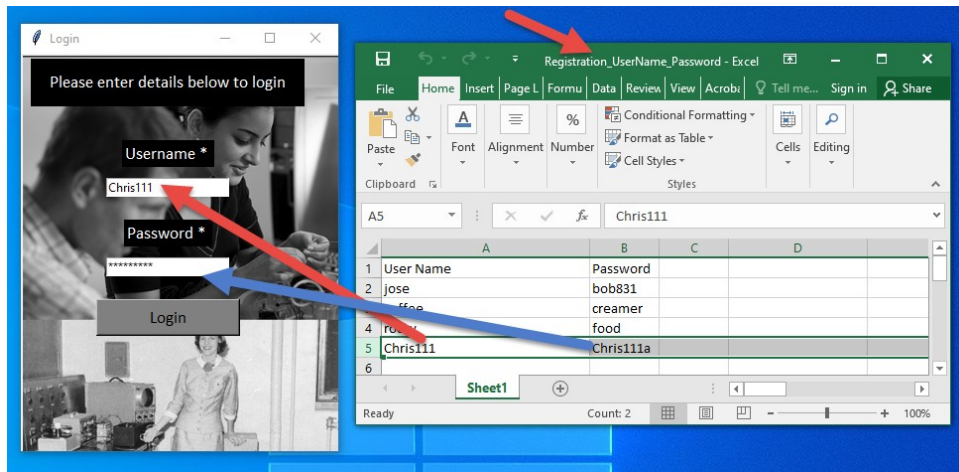 Login
Please enter details below to login
Username *
Chris111
Password *
*********
Login
Registration_UserName_Password - Excel
File Home Insert Page L Formu Data Review View Acrobi Tell me... Sign in Share
Paste
Clipboard
Font
Alignment
Number
%
Conditional Formatting
Format as Table
Cell Styles
Styles
Cells
Editing
A5 fx Chris111
A B C D
1 User Name Password
2 jose bob831
creamer
4 food
5 Chris111 Chris111a
6
Sheet1
Ready Count: 2 100%